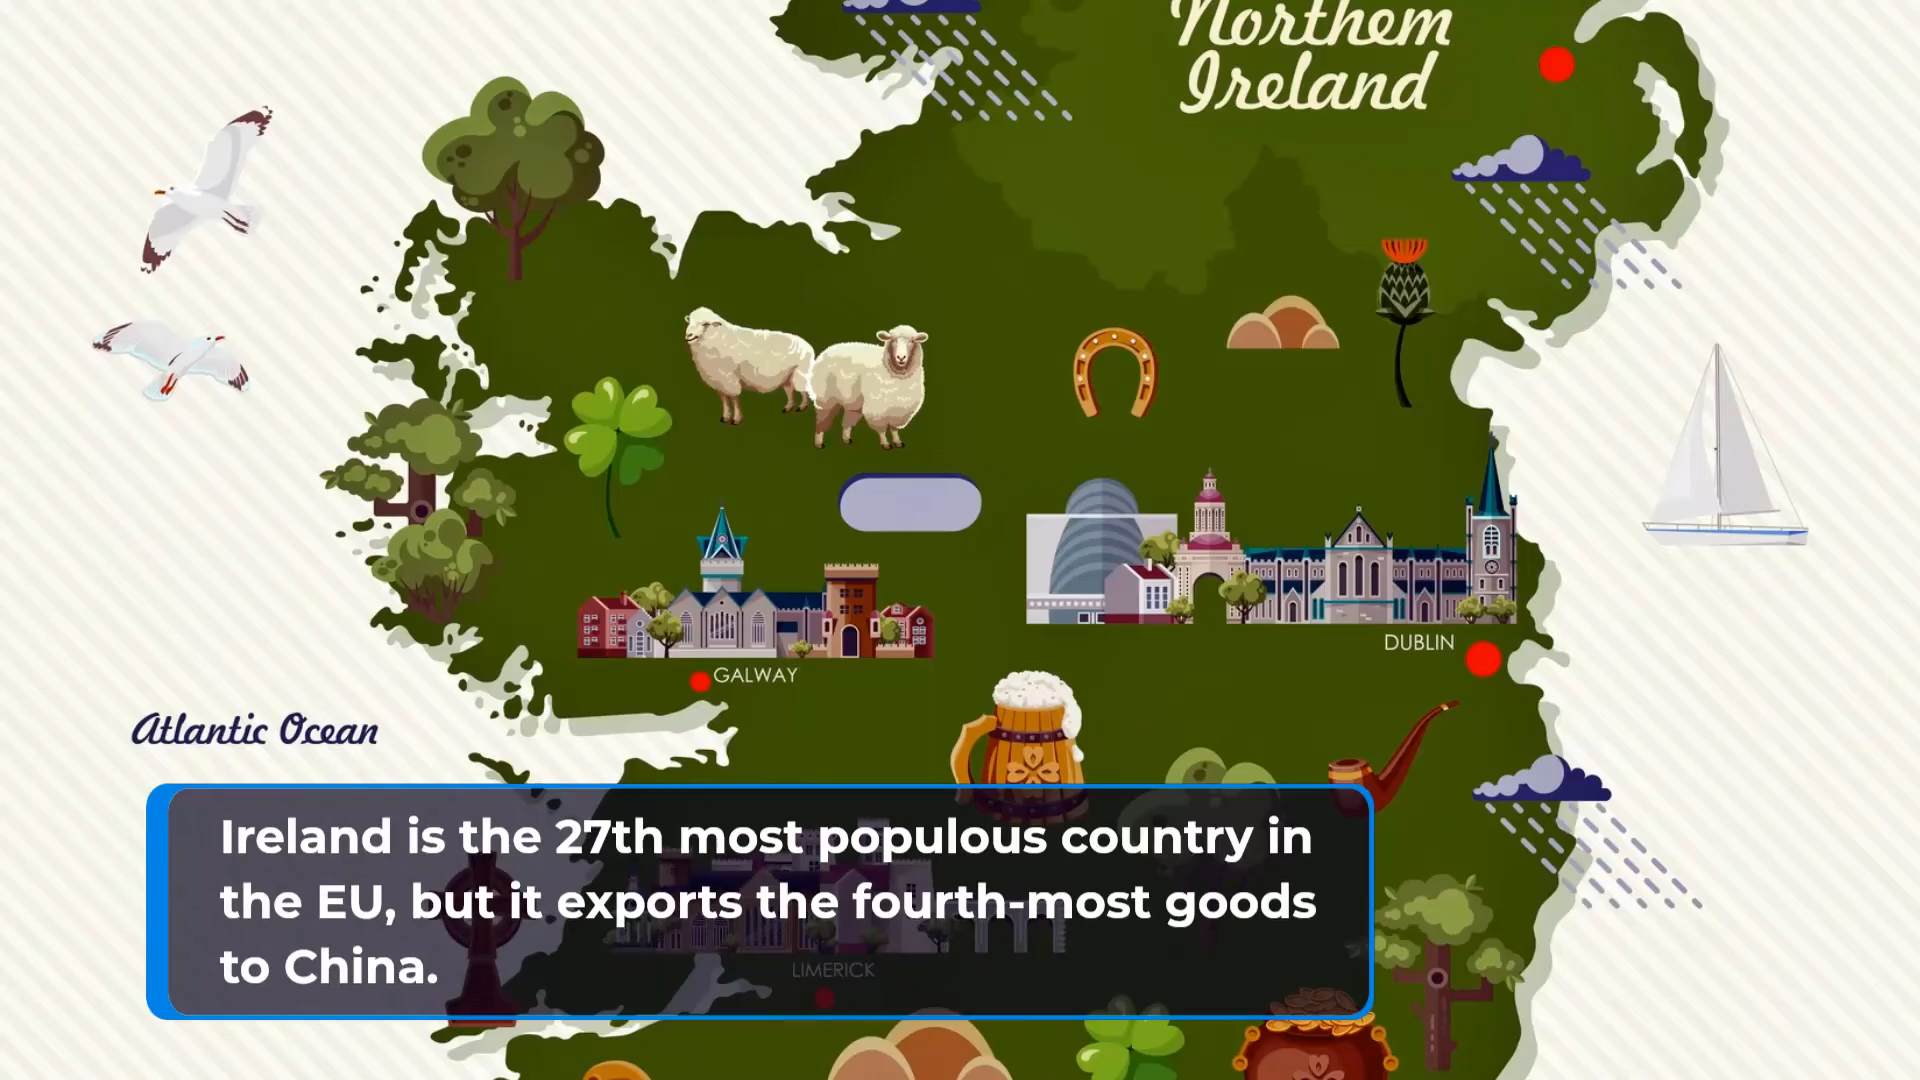 Northern
Ireland
DUBLIN
GALWAY
Atlantic Ocean
Ireland is the 27th most populous country in
the EU, but it exports the fourth-most goods
to China.
LIMERICK